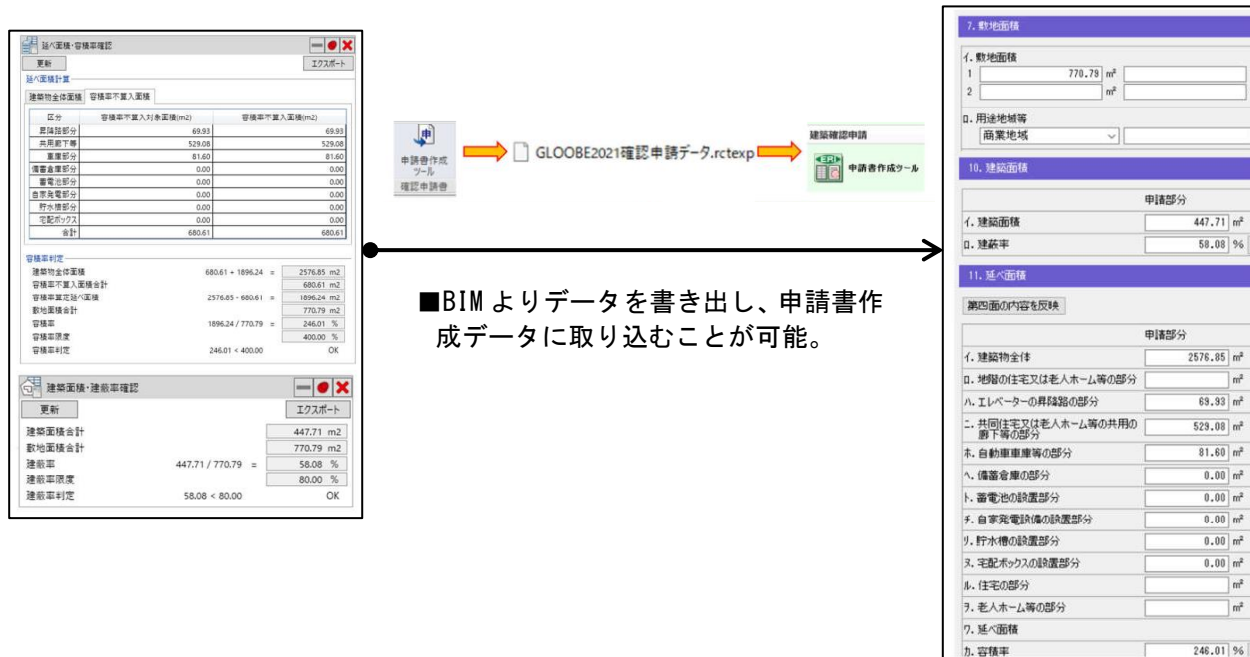 延べ面積・容積率確認
更新 エクスポート
延べ面積計算
建築物全体面積 容積率不算入面積
区分 容積率不算入対象面積(m2) 容積率不算入面積(m2)
昇降路部分 69.93 69.93
共用廊下等 529.08 529.08
車庫部分 81.60 81.60
備蓄倉庫部分 0.00 0.00
蓄電池部分 0.00 0.00
自家発電部分 0.00 0.00
貯水槽部分 0.00 0.00
宅配ボックス 0.00 0.00
合計 680.61 680.61
容積率判定
建築物全体面積 680.61 + 1896.24 = 2576.85 m2
容積率不算入面積合計 680.61 m2
容積率算定延べ面積 2576.85 - 680.61 = 1896.24 m2
敷地面積合計 770.79 m2
容積率 1896.24 / 770.79 = 246.01 %
容積率限度 400.00 %
容積率判定 246.01 < 400.00 OK
建築面積・建蔽率確認
更新 エクスポート
建築面積合計 447.71 m2
敷地面積合計 770.79 m2
建蔽率 447.71 / 770.79 = 58.08 %
建蔽率限度 80.00 %
建蔽率判定 58.08 < 80.00 OK
申請書作成
ツール
確認申請書
GLOOBE2021確認申請データ.rctexp
建築確認申請
申請書作成ツール
■BIMよりデータを書き出し、申請書作
成データに取り込むことが可能。
7. 敷地面積
イ. 敷地面積
1 770.79 m²
2 m²
ロ. 用途地域等
商業地域
10. 建築面積
申請部分
イ. 建築面積 447.71 m²
ロ. 建蔽率 58.08 %
11. 延べ面積
第四面の内容を反映
申請部分
イ. 建築物全体 2576.85 m²
ロ. 地階の住宅又は老人ホーム等の部分 m²
ハ. エレベーターの昇降路の部分 69.93 m²
ニ. 共同住宅又は老人ホーム等の共用の
廊下等の部分 529.08 m²
ホ. 自動車車庫等の部分 81.60 m²
ヘ. 備蓄倉庫の部分 0.00 m²
ト. 蓄電池の設置部分 0.00 m²
チ. 自家発電設備の設置部分 0.00 m²
リ. 貯水槽の設置部分 0.00 m²
ヌ. 宅配ボックスの設置部分 0.00 m²
ル. 住宅の部分 m²
ヲ. 老人ホーム等の部分 m²
ワ. 延べ面積
カ. 容積率 246.01 %